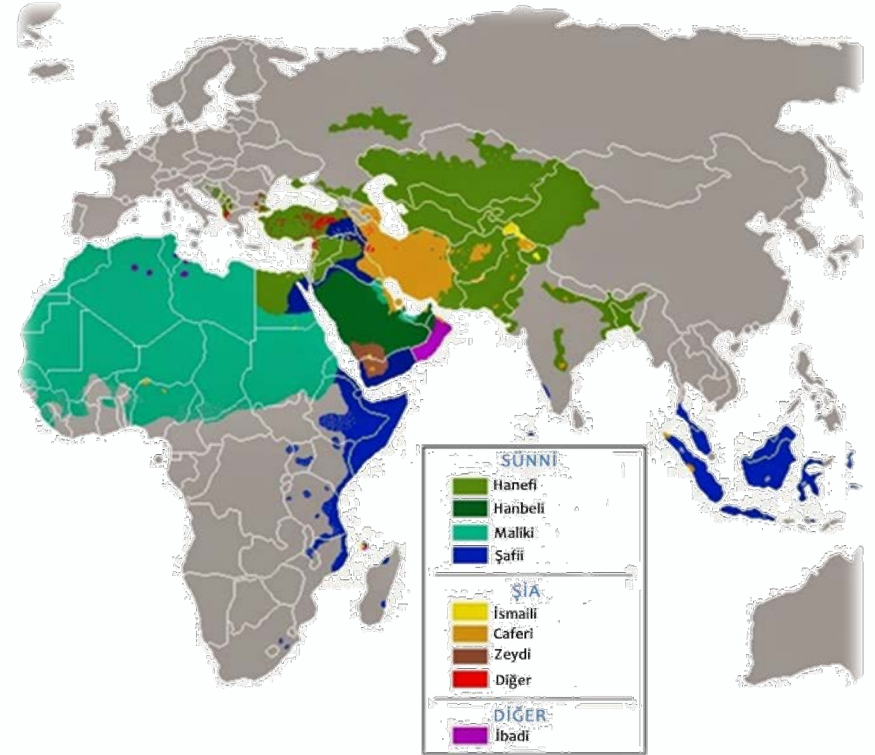 SÜNNİ
Hanefi
Hanbeli
Maliki
Şafii
ŞİA
İsmaili
Caferi
Zeydi
Diğer
DİĞER
İbadi